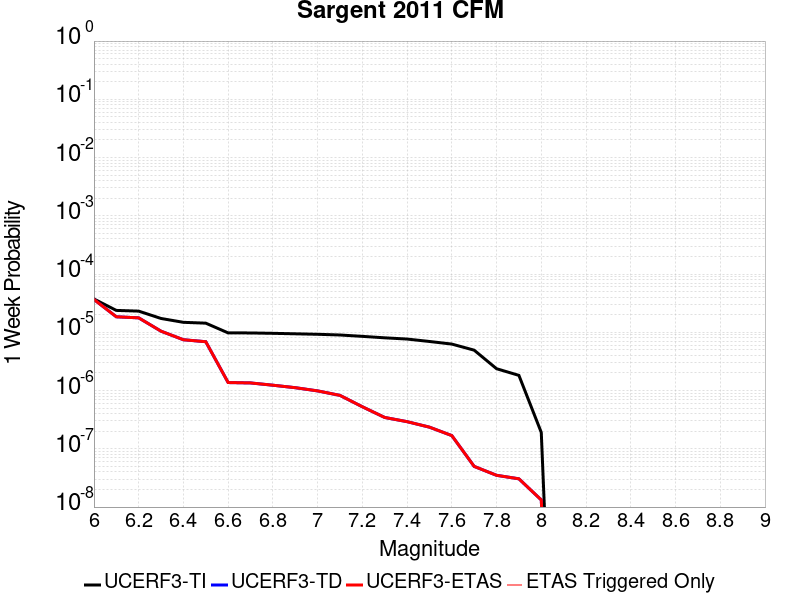 Sargent 2011 CFM
10 0
10 -1
10 -2
10 -3
10 -4
10 -5
10 -6
10 -7
10 -8
1 Week Probability
6 6.2 6.4 6.6 6.8 7 7.2 7.4 7.6 7.8 8 8.2 8.4 8.6 8.8 9
Magnitude
UCERF3-TI UCERF3-TD UCERF3-ETAS ETAS Triggered Only